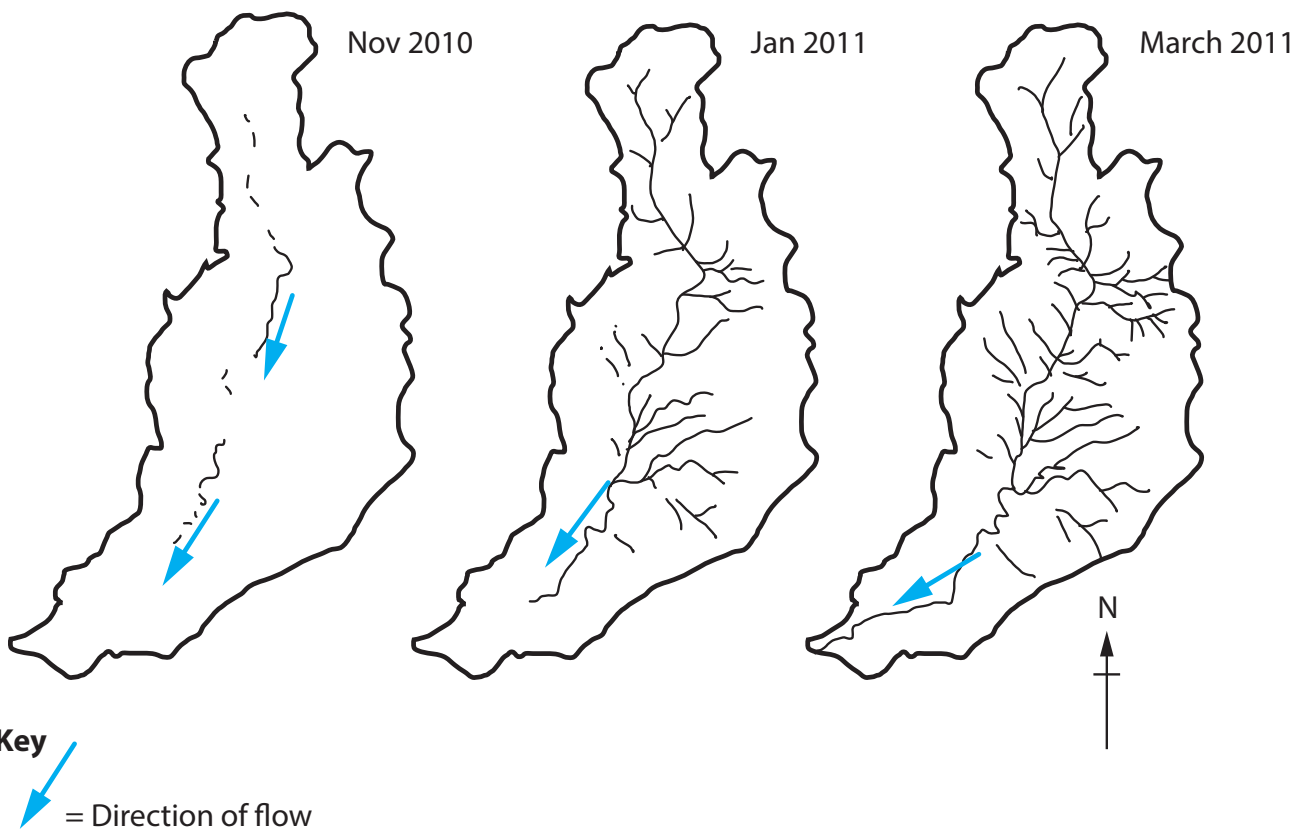 Nov 2010
Jan 2011
March 2011
N
Key
= Direction of flow